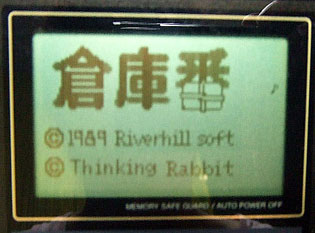 倉庫番
©1989 Riverhill soft
© Thinking Rabbit
MEMORY SAFE GUARD / AUTO POWER OFF